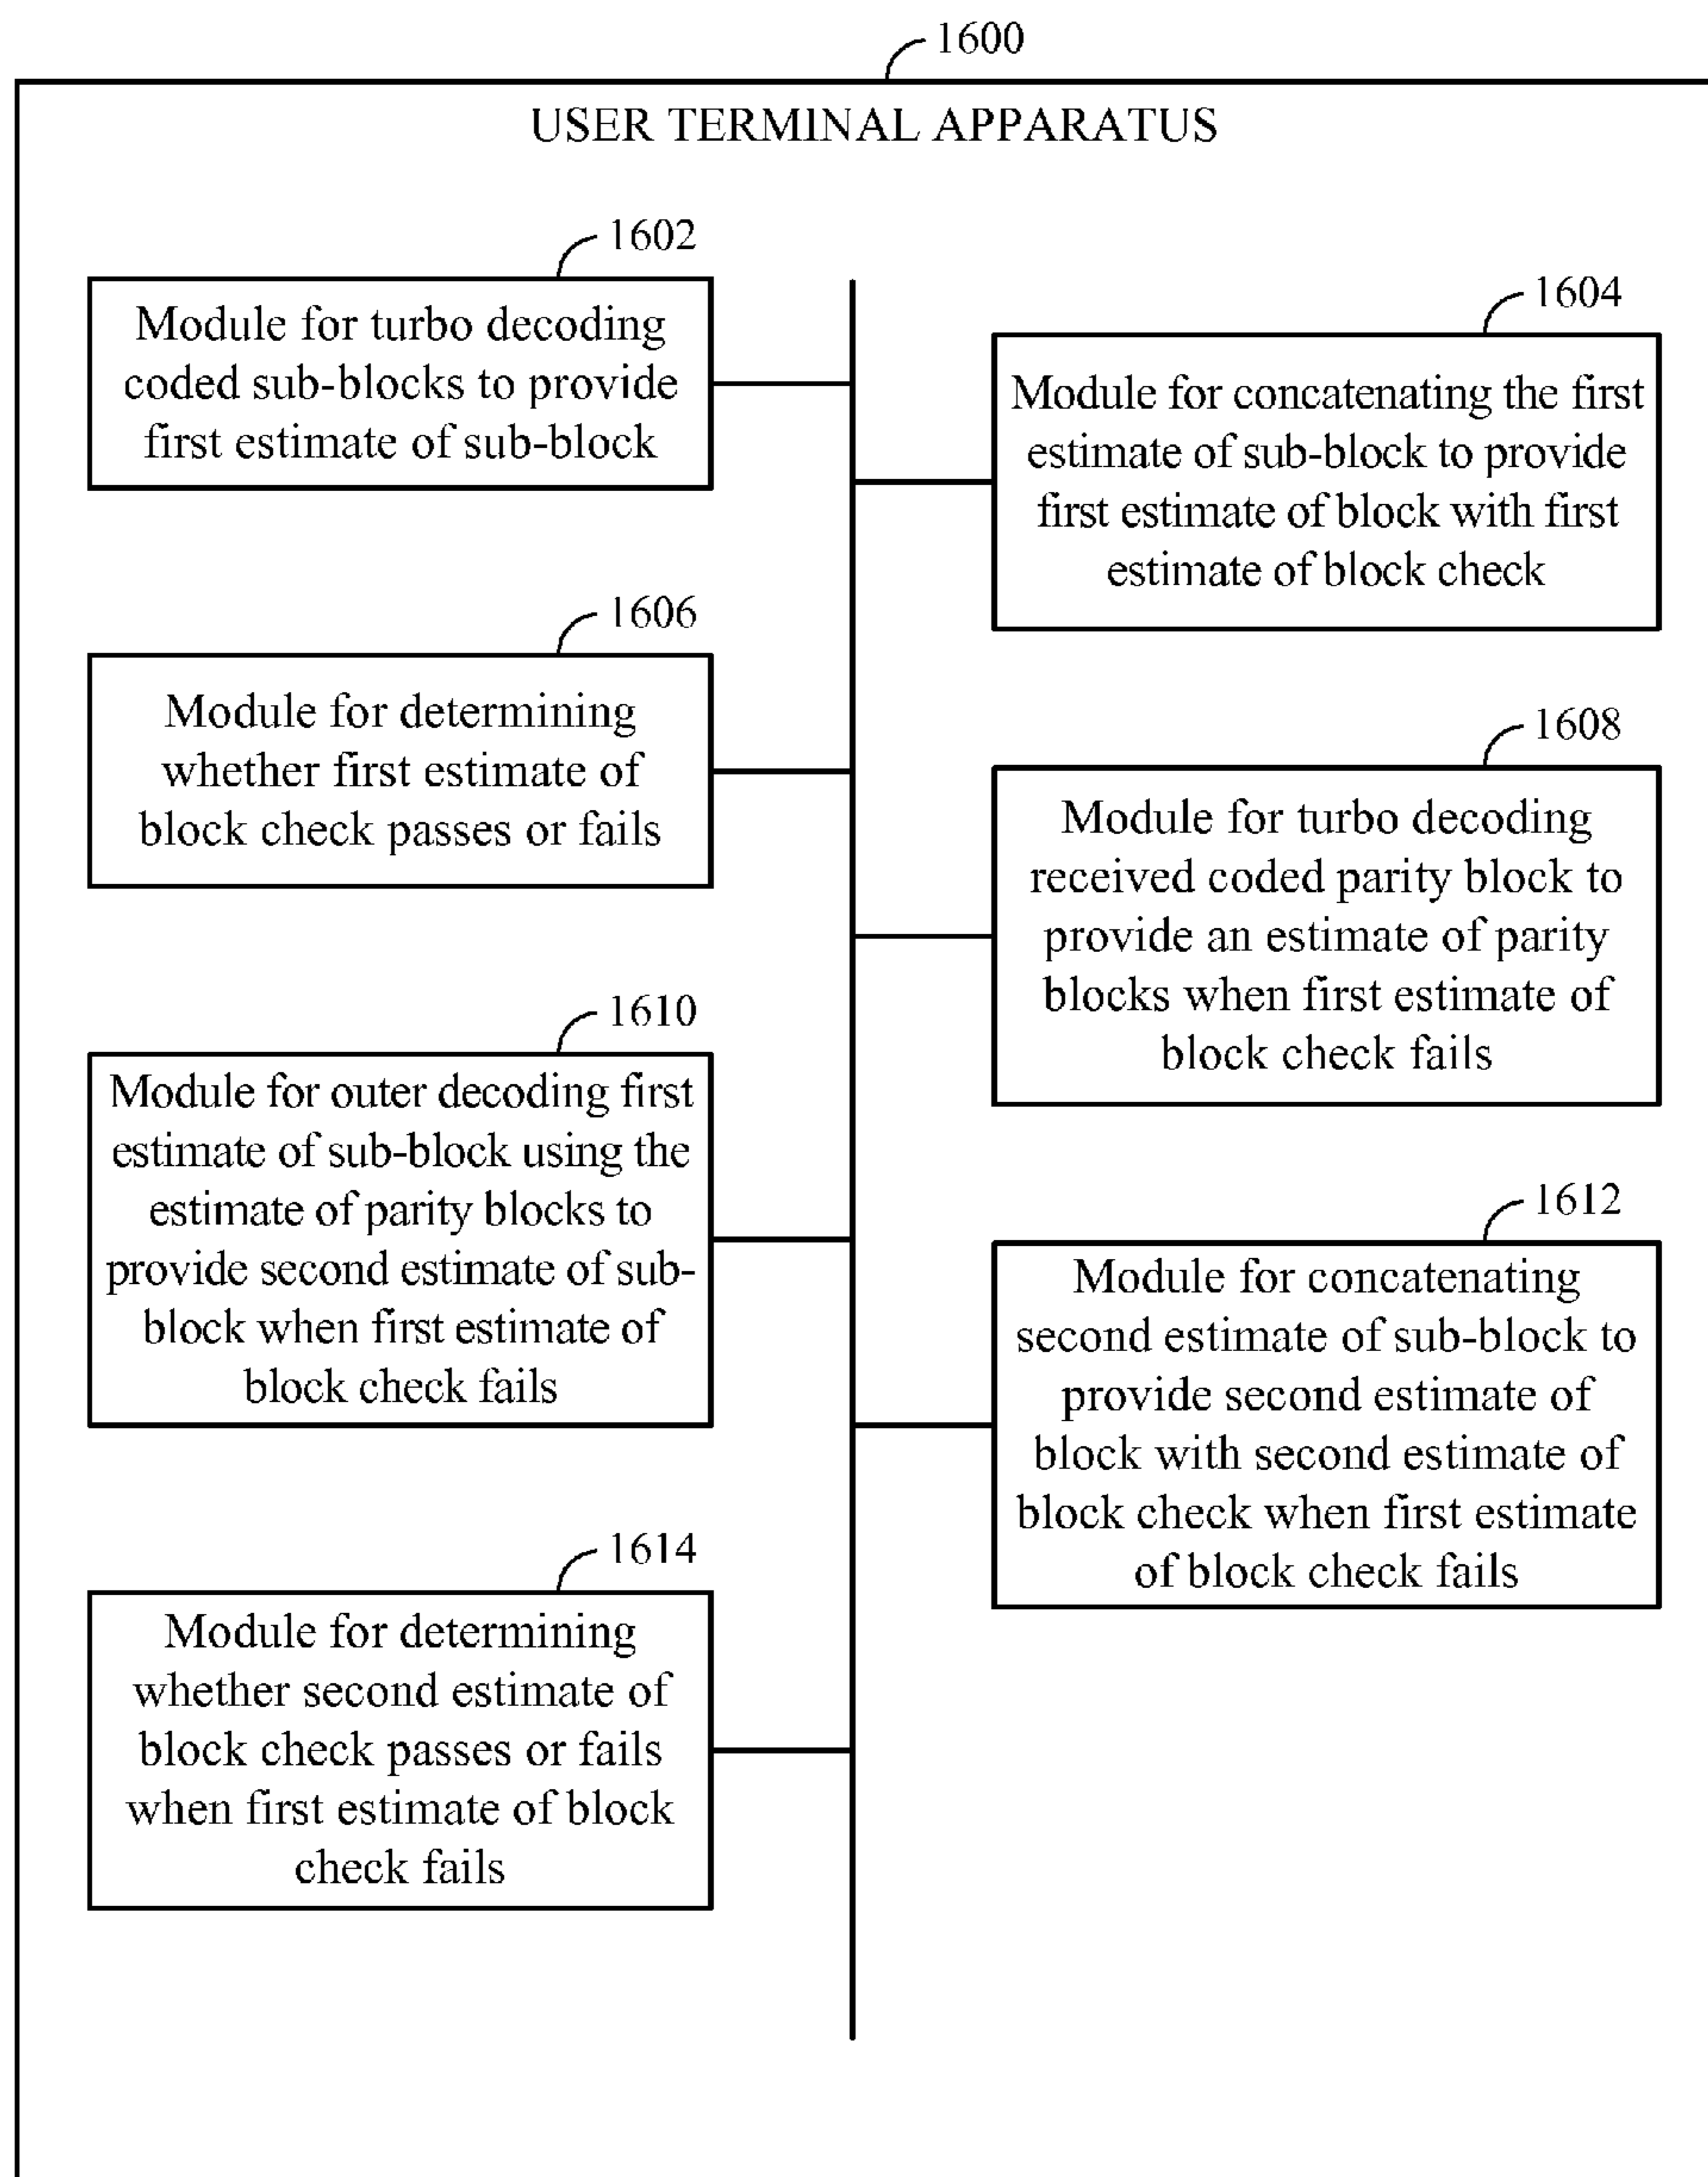 1600
USER TERMINAL APPARATUS
1602
Module for turbo decoding
coded sub-blocks to provide
first estimate of sub-block
1604
Module for concatenating the first
estimate of sub-block to provide
first estimate of block with first
estimate of block check
1606
Module for determining
whether first estimate of
block check passes or fails
1608
Module for turbo decoding
received coded parity block to
provide an estimate of parity
blocks when first estimate of
block check fails
1610
Module for outer decoding first
estimate of sub-block using the
estimate of parity blocks to
provide second estimate of sub-
block when first estimate of
block check fails
1612
Module for concatenating
second estimate of sub-block to
provide second estimate of
block with second estimate of
block check when first estimate
of block check fails
1614
Module for determining
whether second estimate of
block check passes or fails
when first estimate of block
check fails